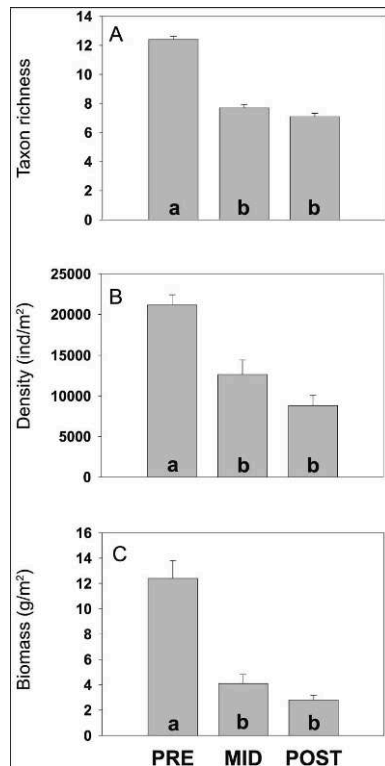 A
Taxon richness
14
12
10
8
6
4
2
0
a b b
B
Density (ind/m²)
25000
20000
15000
10000
5000
0
a b b
C
Biomass (g/m²)
16
14
12
10
8
6
4
2
0
a b b
PRE MID POST